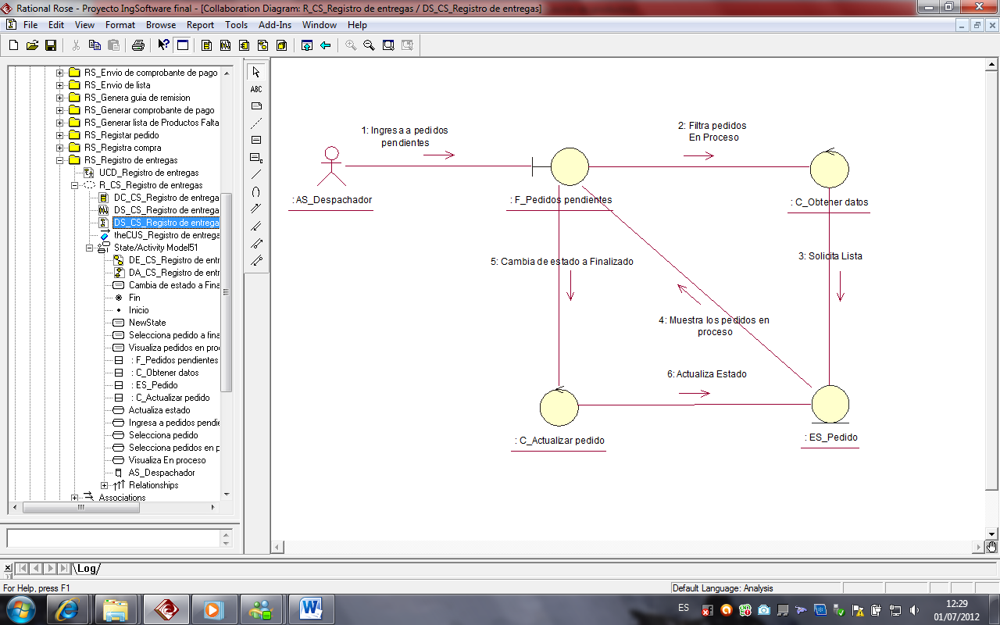 Rational Rose - Proyecto IngSoftware final - [Collaboration Diagram: R_CS_Registro de entregas / DS_CS_Registro de entregas]
File Edit View Format Browse Report Tools Add-Ins Window Help
RS_Envio de comprobante de pago
RS_Envio de lista
RS_Genera guia de remision
RS_Generar comprobante de pago
RS_Generar lista de Productos Falta
RS_Registar pedido
RS_Registra compra
RS_Registro de entregas
UCD_Registro de entregas
R_CS_Registro de entregas
DC_CS_Registro de entrega
DS_CS_Registro de entrega
DS_CS_Registro de entrega
theCUS_Registro de entrega
State/Activity Model51
DE_CS_Registro de entr
DA_CS_Registro de entr
Cambia de estado a Fina
Fin
Inicio
NewState
Selecciona pedido a fina
Visualiza pedidos en proc
: F_Pedidos pendientes
: C_Obtener datos
: ES_Pedido
: C_Actualizar pedido
Actualiza estado
Ingresa a pedidos pendie
Selecciona pedido
Selecciona pedidos en p
Visualiza En proceso
AS_Despachador
Relationships
Associations
ABC
1: Ingresa a pedidos
pendientes
2: Filtra pedidos
En Proceso
: AS_Despachador
: F_Pedidos pendientes
: C_Obtener datos
5: Cambia de estado a Finalizado
3: Solicita Lista
4: Muestra los pedidos en
proceso
6: Actualiza Estado
: C_Actualizar pedido
: ES_Pedido
Log
For Help, press F1
Default Language: Analysis
ES
12:29
01/07/2012